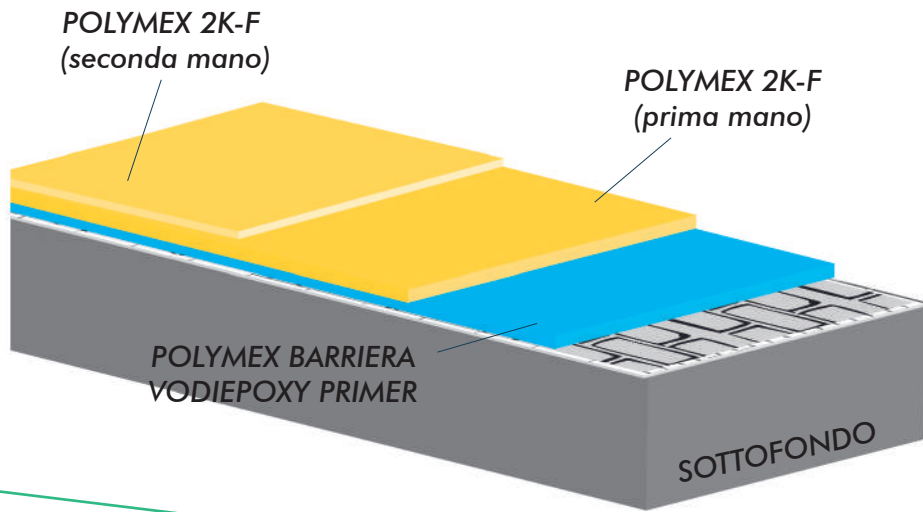 POLYMEX 2K-F
(seconda mano)
POLYMEX 2K-F
(prima mano)
POLYMEX BARRIERA
VODIEPOXY PRIMER
SOTTOFONDO